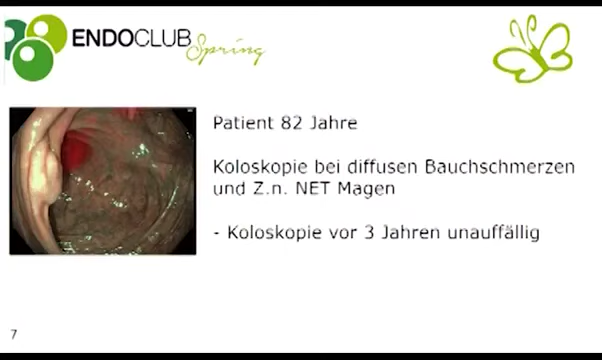 ENDOCLUB
Spring
Patient 82 Jahre
Koloskopie bei diffusen Bauchschmerzen
und Z.n. NET Magen
- Koloskopie vor 3 Jahren unauffällig
7